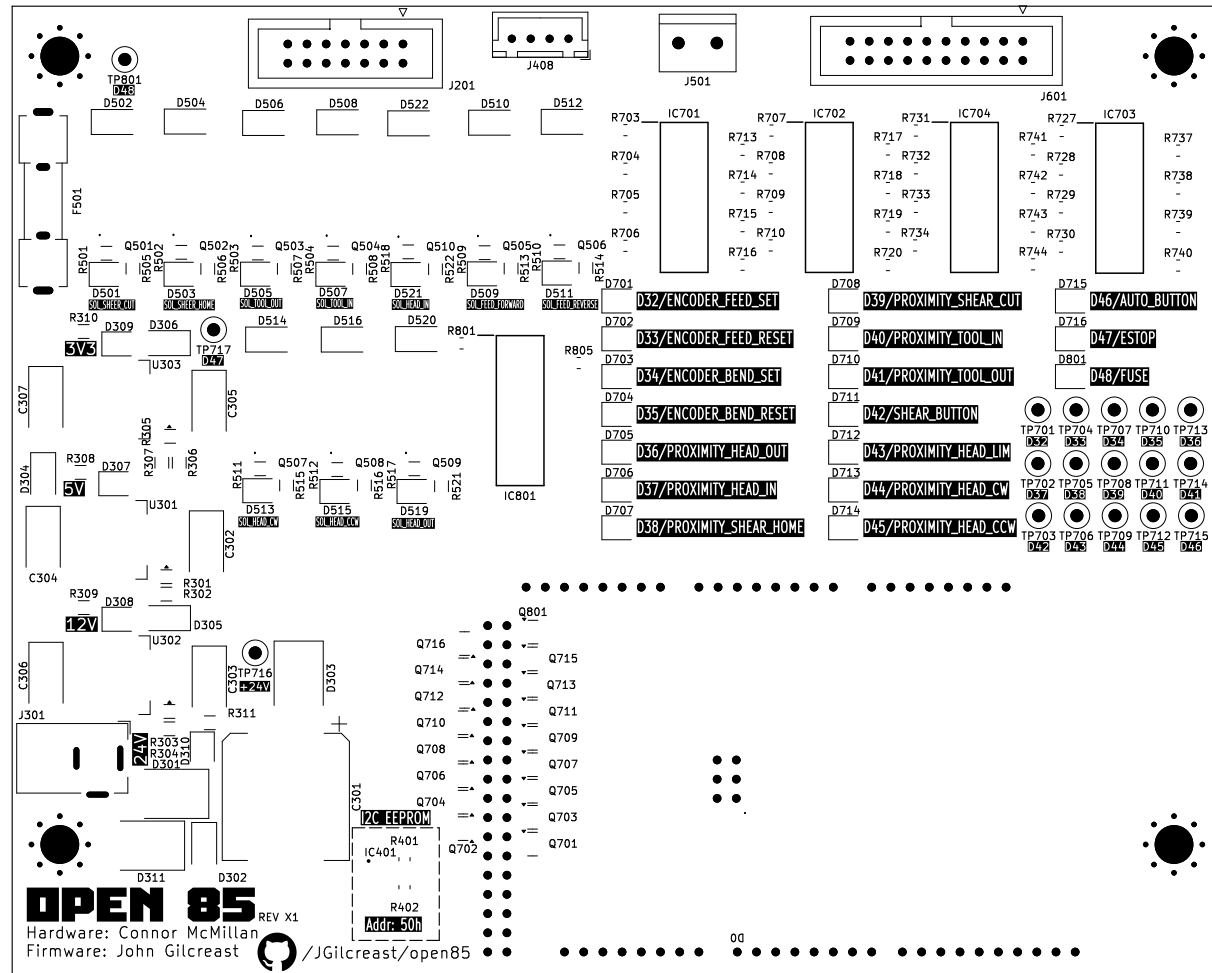 TP801
D48
J201
J408
J501
J601
D502 D504 D506 D508 D522 D510 D512
F501
R703 IC701 R707 IC702 R731 IC704 R727 IC703
R713 R717 R741 R737
R704 R708 R732 R728
R714 R718 R742 R738
R705 R709 R733 R729
R715 R719 R743 R739
R706 R710 R734 R730
R716 R720 R744 R740
R501 Q501 R505 R502 Q502 R506 R503 Q503 R507 R504 Q504 R508 R518 Q510 R522 R509 Q505 R513 R510 Q506 R514
D501 D503 D505 D507 D521 D509 D511
SOL_SHEER_CUT SOL_SHEER_HOME SOL_TOOL_OUT SOL_TOOL_IN SOL_HEAD_IN SOL_FEED_FORWARD SOL_FEED_REVERSE
D701 D32/ENCODER_FEED_SET
D702 D33/ENCODER_FEED_RESET
D703 D34/ENCODER_BEND_SET
D704 D35/ENCODER_BEND_RESET
D705 D36/PROXIMITY_HEAD_OUT
D706 D37/PROXIMITY_HEAD_IN
D707 D38/PROXIMITY_SHEAR_HOME
D708 D39/PROXIMITY_SHEAR_CUT
D709 D40/PROXIMITY_TOOL_IN
D710 D41/PROXIMITY_TOOL_OUT
D711 D42/SHEAR_BUTTON
D712 D43/PROXIMITY_HEAD_LIM
D713 D44/PROXIMITY_HEAD_CW
D714 D45/PROXIMITY_HEAD_CCW
D715 D46/AUTO_BUTTON
D716 D47/ESTOP
D801 D48/FUSE
TP701 TP704 TP707 TP710 TP713
D32 D33 D34 D35 D36
TP702 TP705 TP708 TP711 TP714
D37 D38 D39 D40 D41
TP703 TP706 TP709 TP712 TP715
D42 D43 D44 D45 D46
R310
3V3
D309 D306
U303
TP717
D47
D514 D516 D520
R801
R805
IC801
C307
C305
R305
R307
R306
D304
R308
5V
D307
U301
R511 Q507 R515 R512 Q508 R516 R517 Q509 R521
D513 D515 D519
SOL_HEAD_CW SOL_HEAD_CCW SOL_HEAD_OUT
C304
C302
R301
R302
R309
12V
D308
D305
U302
C306
C303
TP716
+24V
D303
J301
R311
24V
R303
R304
D310
D301
C301
D311
D302
Q801
Q716 Q715
Q714 Q713
Q712 Q711
Q710 Q709
Q708 Q707
Q706 Q705
Q704 Q703
Q702 Q701
I2C EEPROM
R401
IC401
R402
Addr: 50h
OPEN 85 REV X1
Hardware: Connor McMillan
Firmware: John Gilcreast /JGilcreast/open85
DO